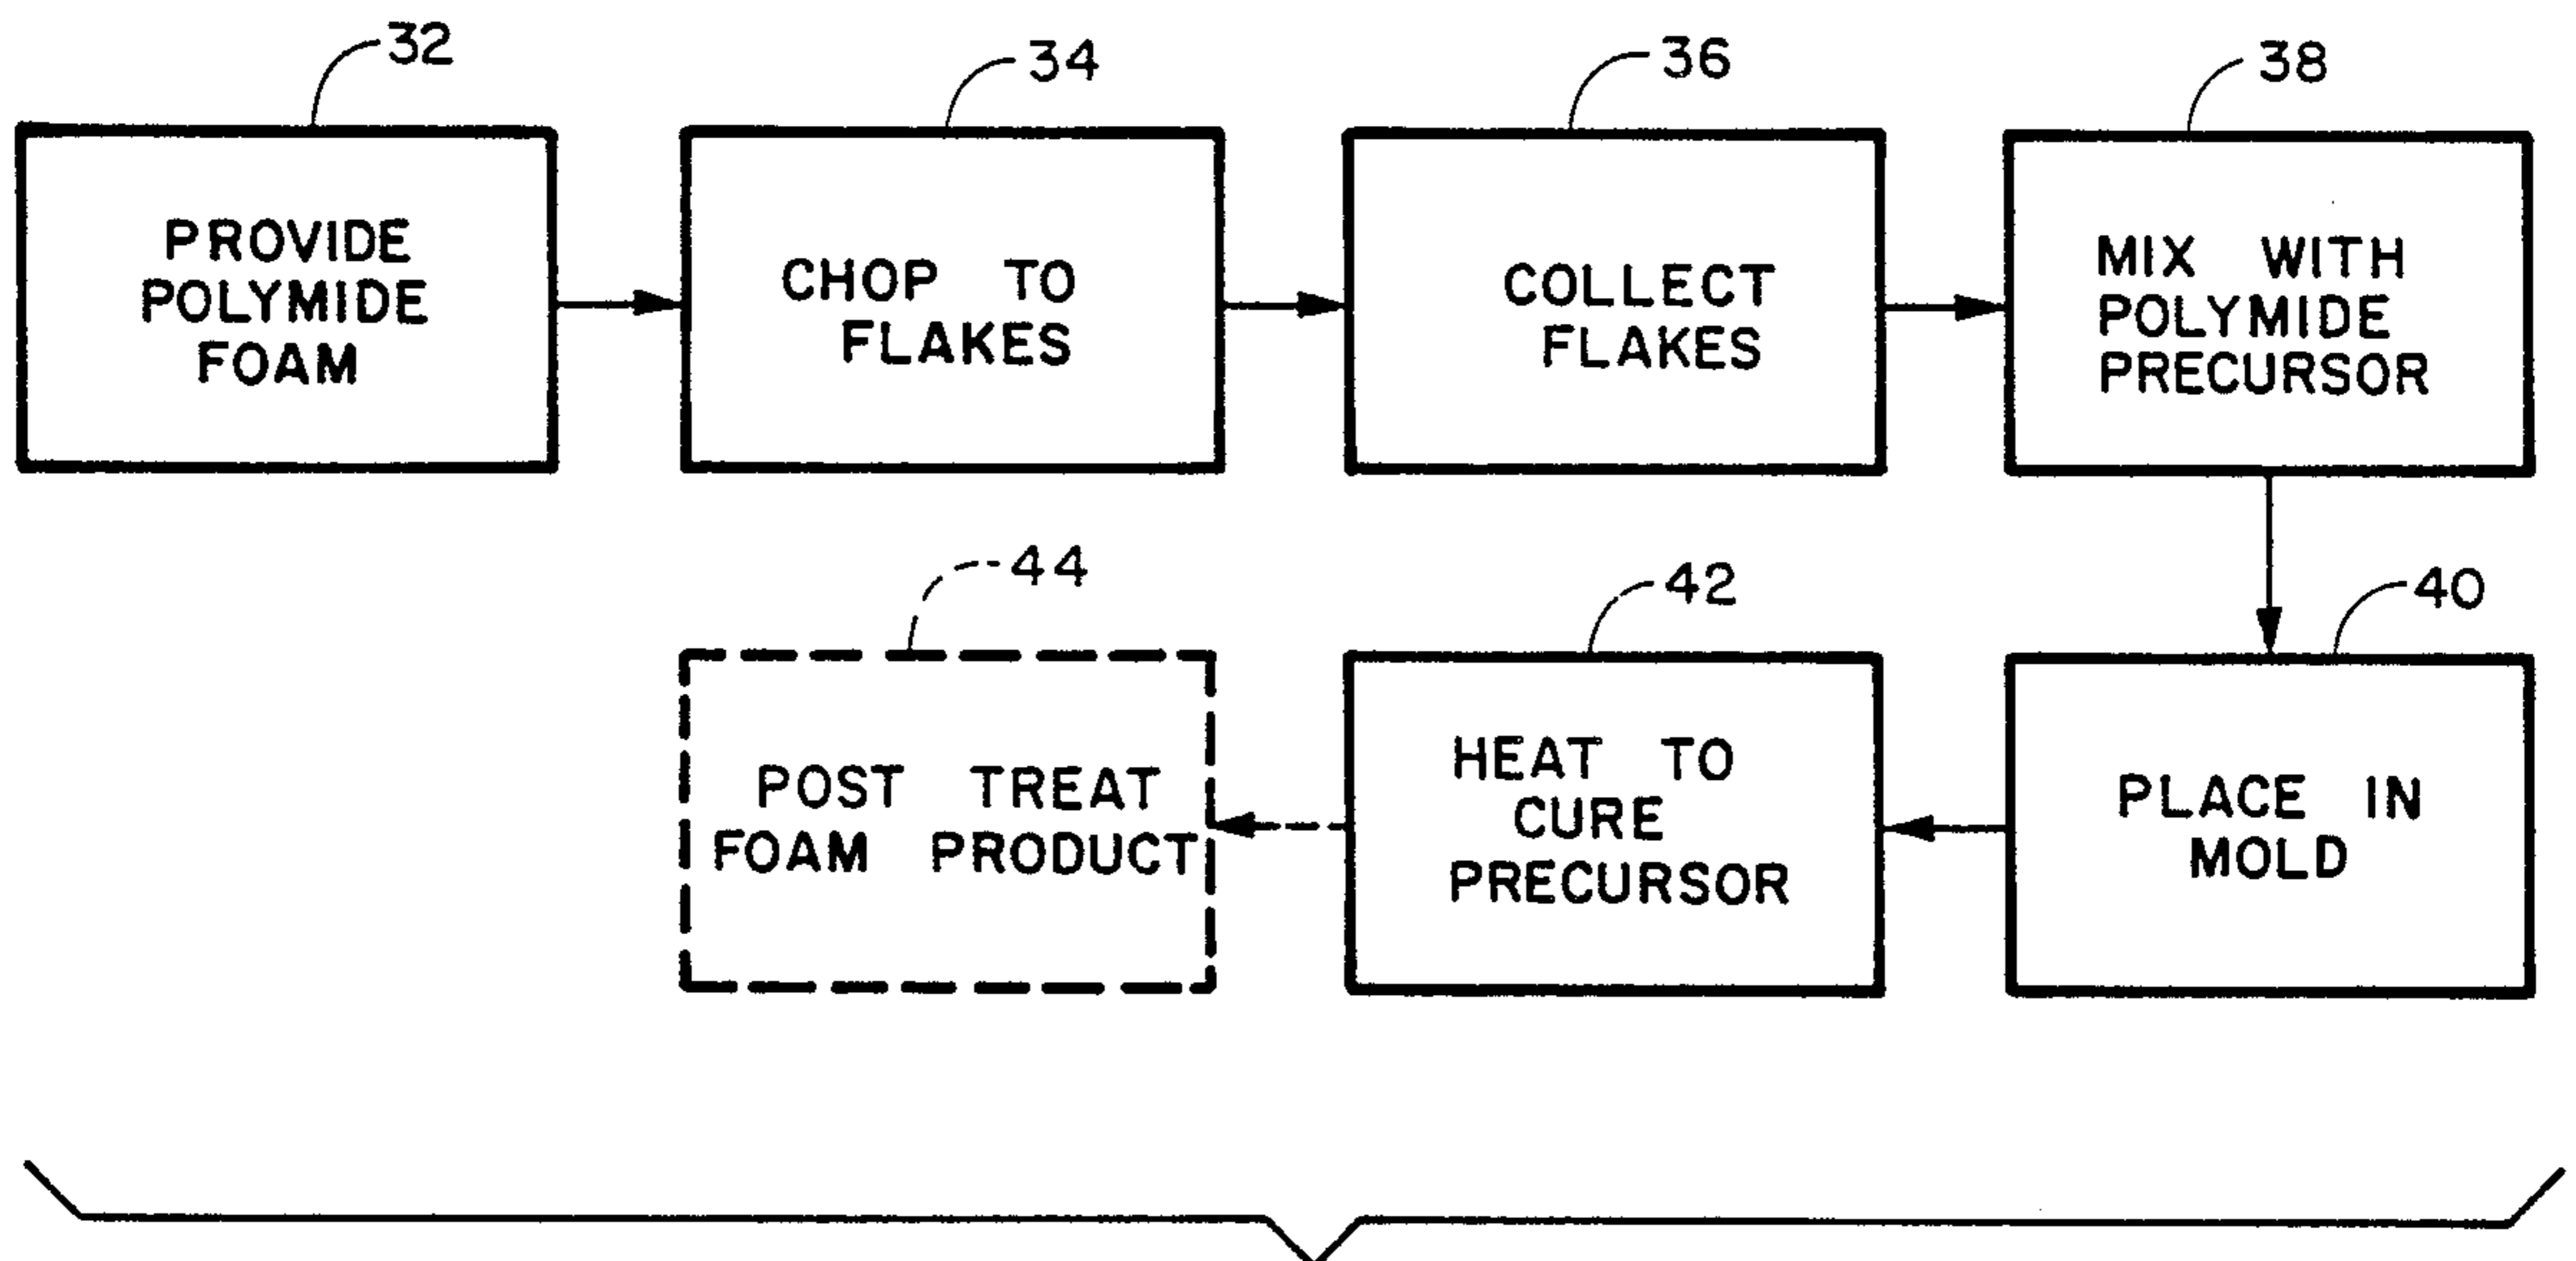 32
PROVIDE
POLYMIDE
FOAM
34
CHOP TO
FLAKES
36
COLLECT
FLAKES
38
MIX WITH
POLYMIDE
PRECURSOR
40
PLACE IN
MOLD
42
HEAT TO
CURE
PRECURSOR
44
POST TREAT
FOAM PRODUCT